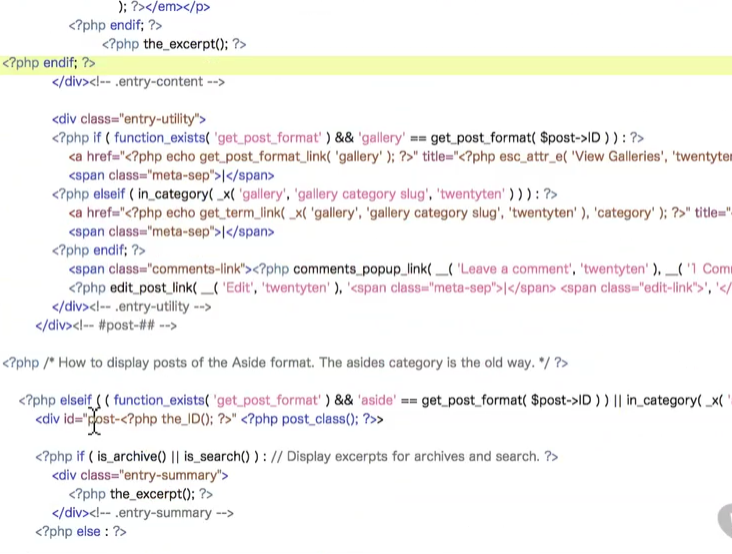 ); ?></em></p>
<?php endif; ?>
<?php the_excerpt(); ?>
<?php endif; ?>
</div><!-- .entry-content -->
<div class="entry-utility">
<?php if ( function_exists( 'get_post_format' ) && 'gallery' == get_post_format( $post->ID ) ) : ?>
<a href="<?php echo get_post_format_link( 'gallery' ); ?>" title="<?php esc_attr_e( 'View Galleries', 'twentyte
<span class="meta-sep">|</span>
<?php elseif ( in_category( _x( 'gallery', 'gallery category slug', 'twentyten' ) ) ) : ?>
<a href="<?php echo get_term_link( _x( 'gallery', 'gallery category slug', 'twentyten' ), 'category' ); ?>" title="
<span class="meta-sep">|</span>
<?php endif; ?>
<span class="comments-link"><?php comments_popup_link( __( 'Leave a comment', 'twentyten' ), __( '1 Com
<?php edit_post_link( __( 'Edit', 'twentyten' ), '<span class="meta-sep">|</span> <span class="edit-link">', '</
</div><!-- .entry-utility -->
</div><!-- #post-## -->
<?php /* How to display posts of the Aside format. The asides category is the old way. */ ?>
<?php elseif ( ( function_exists( 'get_post_format' ) && 'aside' == get_post_format( $post->ID ) ) || in_category( _x( '
<div id="post-<?php the_ID(); ?>" <?php post_class(); ?>>
<?php if ( is_archive() || is_search() ) : // Display excerpts for archives and search. ?>
<div class="entry-summary">
<?php the_excerpt(); ?>
</div><!-- .entry-summary -->
<?php else : ?>